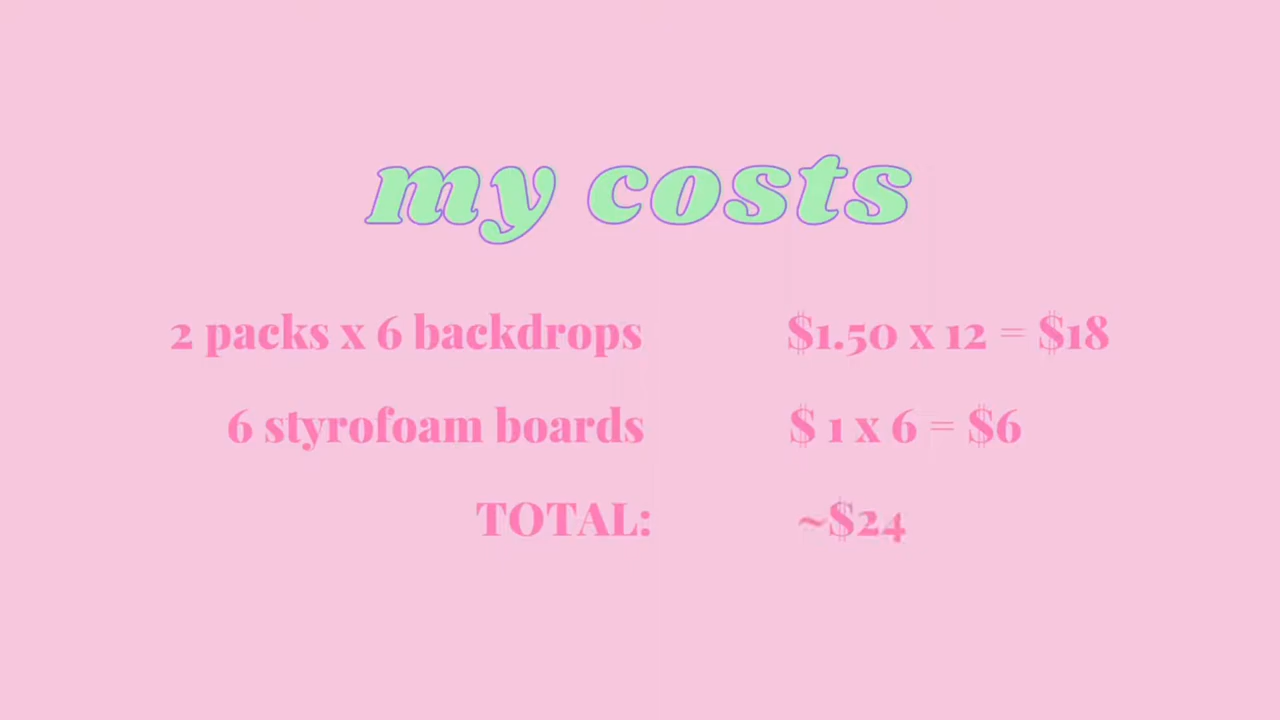 my costs
2 packs x 6 backdrops $1.50 x 12 = $18
6 styrofoam boards $ 1 x 6 = $6
TOTAL: ~$24